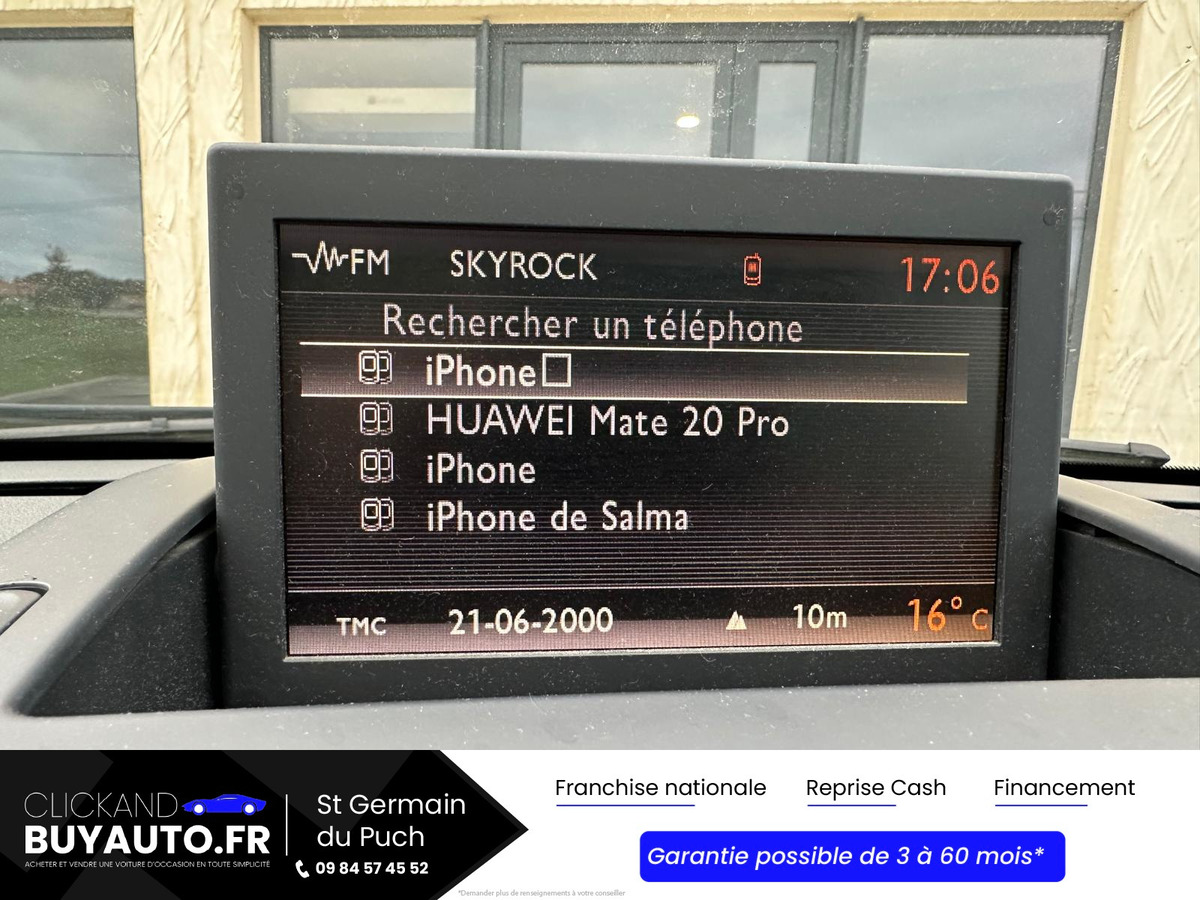 FM SKYROCK 17:06
Rechercher un téléphone
iPhone□
HUAWEI Mate 20 Pro
iPhone
iPhone de Salma
TMC 21-06-2000 10m 16°C
CLICKAND
BUYAUTO.FR
ACHETER ET VENDRE UNE VOITURE D'OCCASION EN TOUTE SIMPLICITÉ
St Germain
du Puch
09 84 57 45 52
Franchise nationale Reprise Cash Financement
Garantie possible de 3 à 60 mois*
*Demander plus de renseignements à votre conseiller